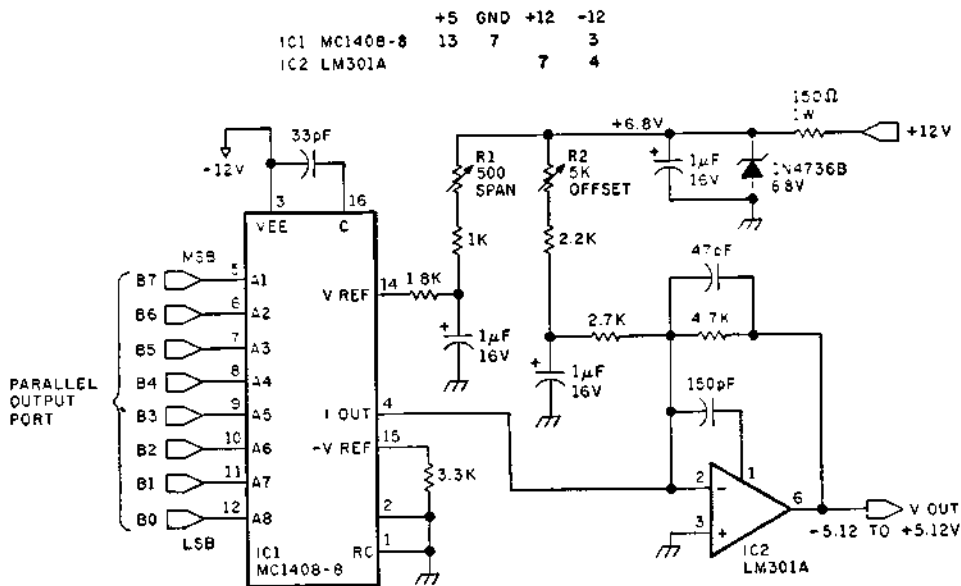 +5 GND +12 -12
IC1 MC1408-8 13 7 3
IC2 LM301A 7 4
150Ω
1W
+12V
+6.8V
33pF
-12V
R1
500
SPAN
R2
5K
OFFSET
1μF
16V
1N4736B
6.8V
3 16
VEE C
1K
2.2K
47pF
MSB
B7 5 A1
V REF 14 1.8K
B6 6 A2
2.7K 4.7K
B5 7 A3
1μF
16V
1μF
16V
PARALLEL
OUTPUT
PORT
B4 8 A4
150pF
B3 9 A5
I OUT 4
B2 10 A6
-V REF 15
B1 11 A7
3.3K
2 - 1
6
B0 12 A8
2
3 +
V OUT
-5.12 TO +5.12V
LSB
IC1
MC1408-8
RC 1
IC2
LM301A